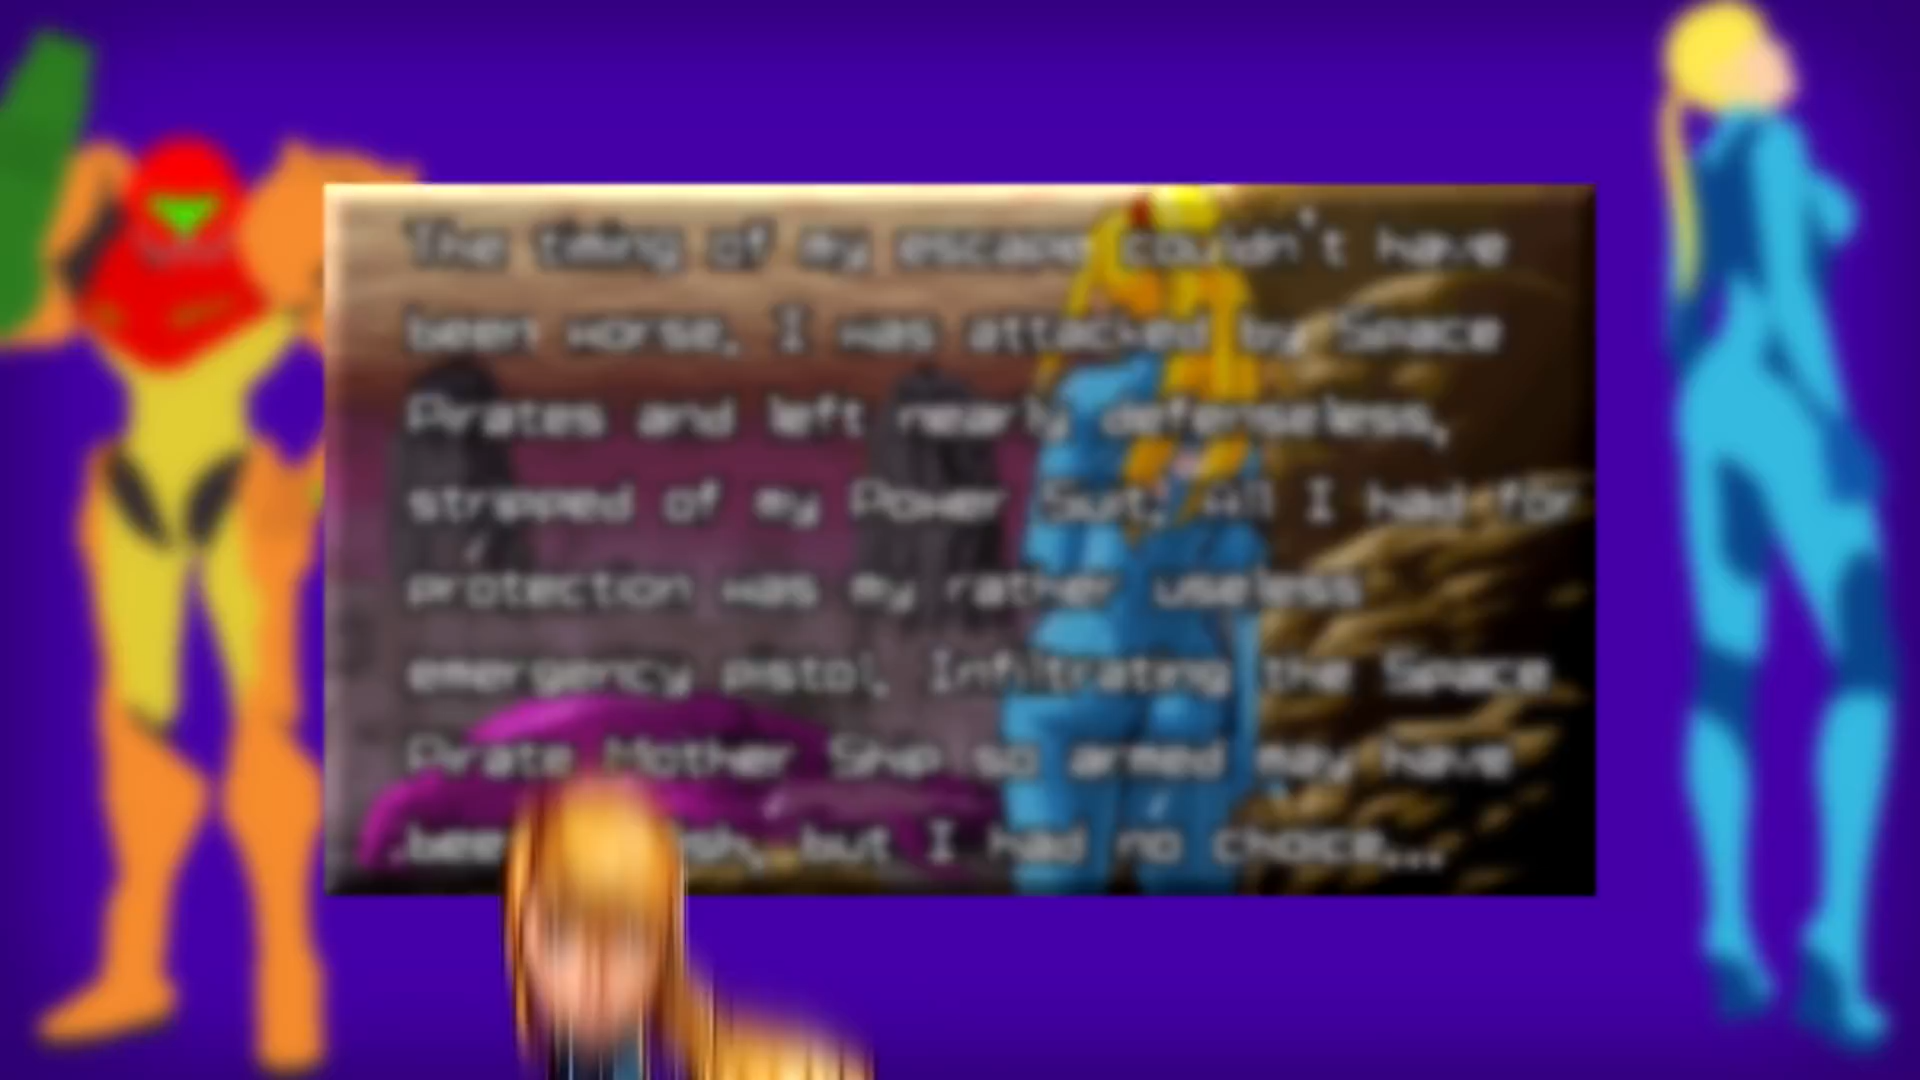 The timing of my escape couldn't have
been worse, I was attacked by Space
Pirates and left nearly defenseless,
stripped of my Power Suit; All I had for
protection was my rather useless
emergency pistol. Infiltrating the Space
Pirate Mother Ship so armed may have
but I had no choice...